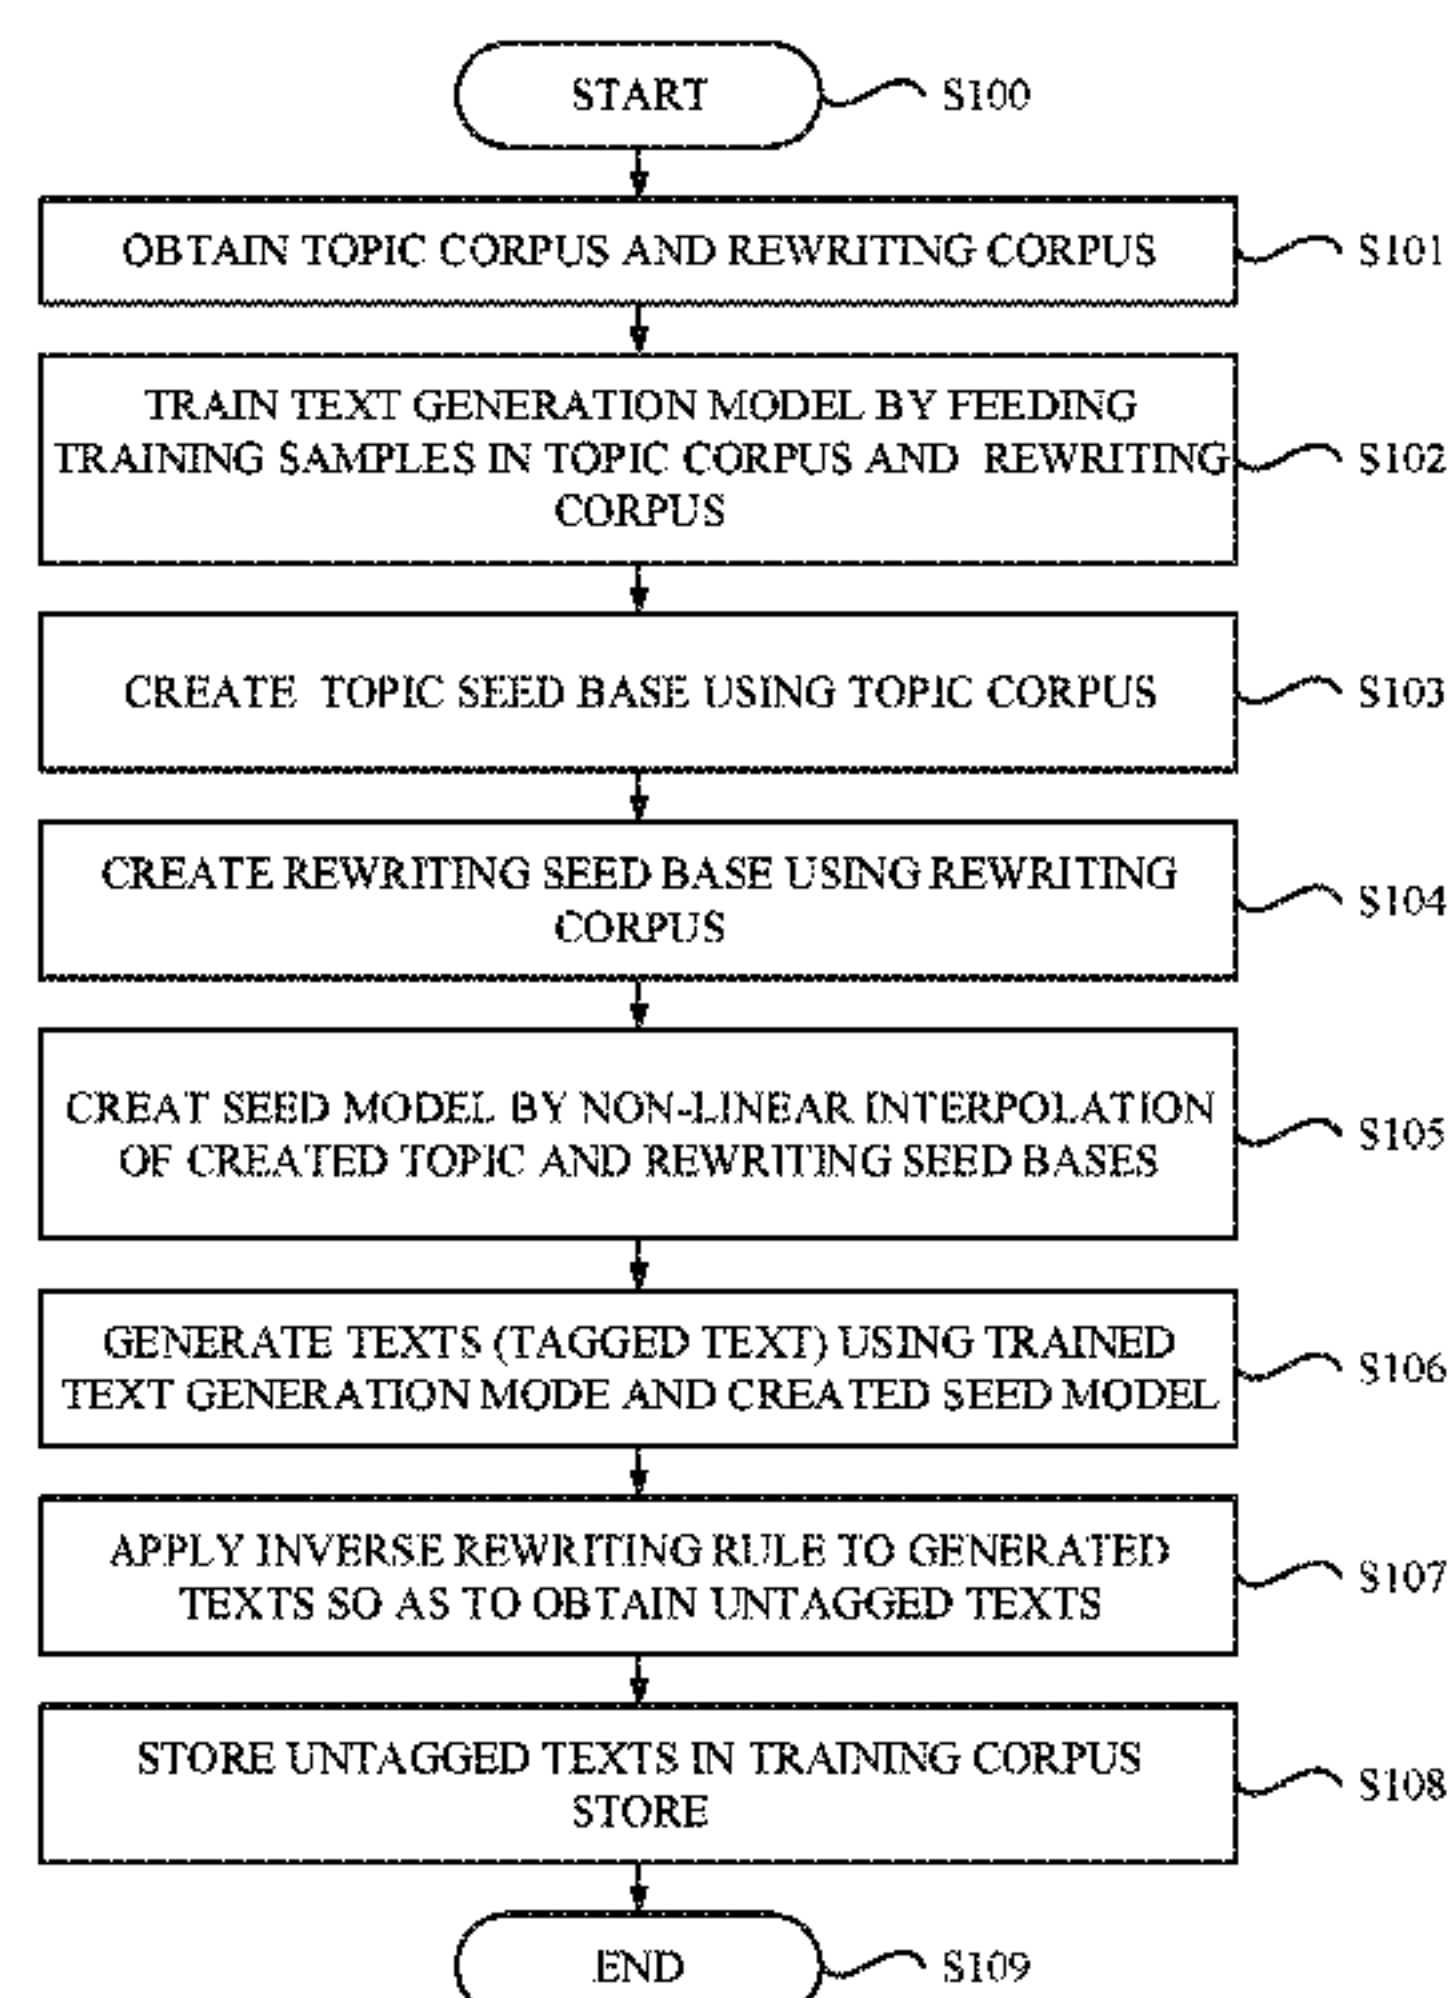 START
S100
OBTAIN TOPIC CORPUS AND REWRITING CORPUS
S101
TRAIN TEXT GENERATION MODEL BY FEEDING
TRAINING SAMPLES IN TOPIC CORPUS AND REWRITING
CORPUS
S102
CREATE TOPIC SEED BASE USING TOPIC CORPUS
S103
CREATE REWRITING SEED BASE USING REWRITING
CORPUS
S104
CREAT SEED MODEL BY NON-LINEAR INTERPOLATION
OF CREATED TOPIC AND REWRITING SEED BASES
S105
GENERATE TEXTS (TAGGED TEXT) USING TRAINED
TEXT GENERATION MODE AND CREATED SEED MODEL
S106
APPLY INVERSE REWRITING RULE TO GENERATED
TEXTS SO AS TO OBTAIN UNTAGGED TEXTS
S107
STORE UNTAGGED TEXTS IN TRAINING CORPUS
STORE
S108
END
S109